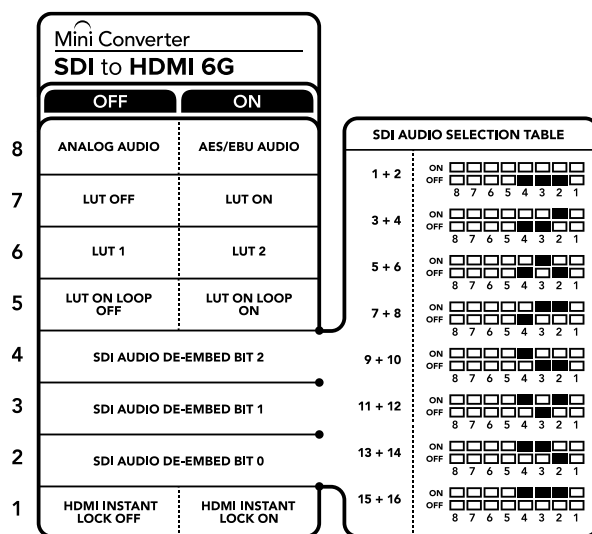 Mini Converter
SDI to HDMI 6G
OFF ON
8 ANALOG AUDIO AES/EBU AUDIO
7 LUT OFF LUT ON
6 LUT 1 LUT 2
5 LUT ON LOOP OFF LUT ON LOOP ON
4 SDI AUDIO DE-EMBED BIT 2
3 SDI AUDIO DE-EMBED BIT 1
2 SDI AUDIO DE-EMBED BIT 0
1 HDMI INSTANT LOCK OFF HDMI INSTANT LOCK ON
SDI AUDIO SELECTION TABLE
1 + 2
ON
OFF
8 7 6 5 4 3 2 1
3 + 4
ON
OFF
8 7 6 5 4 3 2 1
5 + 6
ON
OFF
8 7 6 5 4 3 2 1
7 + 8
ON
OFF
8 7 6 5 4 3 2 1
9 + 10
ON
OFF
8 7 6 5 4 3 2 1
11 + 12
ON
OFF
8 7 6 5 4 3 2 1
13 + 14
ON
OFF
8 7 6 5 4 3 2 1
15 + 16
ON
OFF
8 7 6 5 4 3 2 1